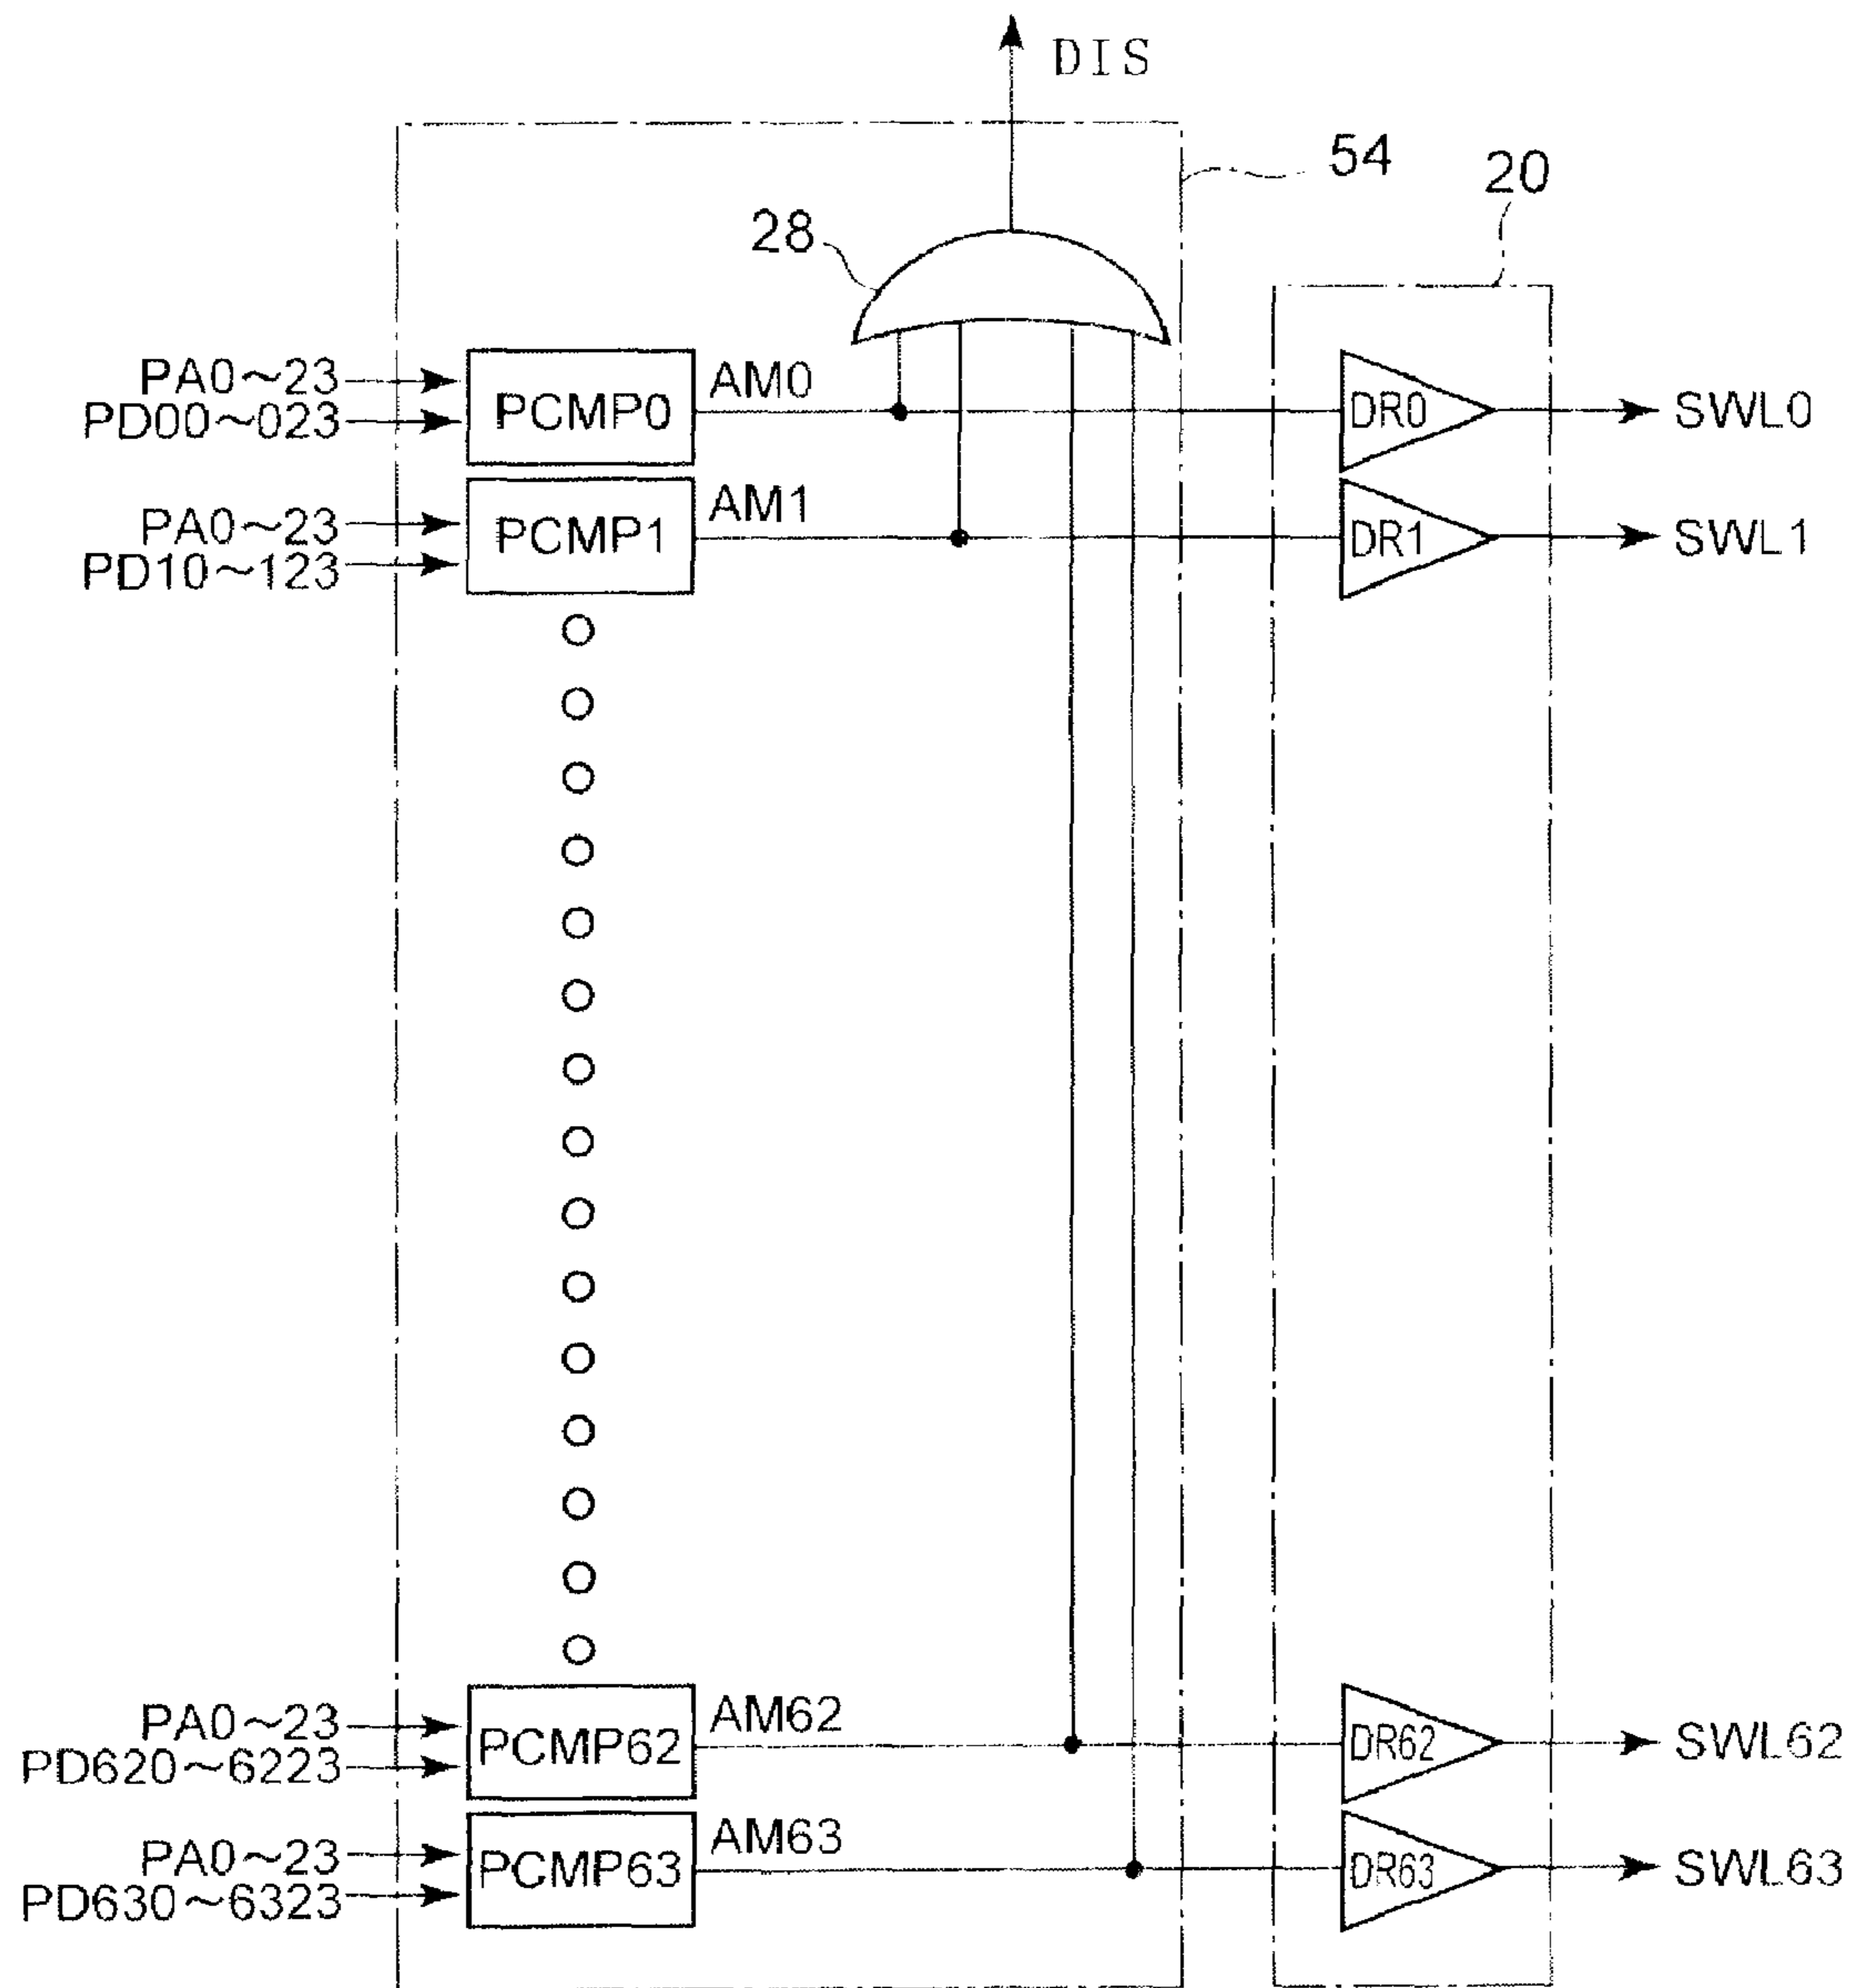 DIS
54
20
28
PA0～23
PD00～023
PCMP0
AM0
DR0
SWL0
PA0～23
PD10～123
PCMP1
AM1
DR1
SWL1
PA0～23
PD620～6223
PCMP62
AM62
DR62
SWL62
PA0～23
PD630～6323
PCMP63
AM63
DR63
SWL63